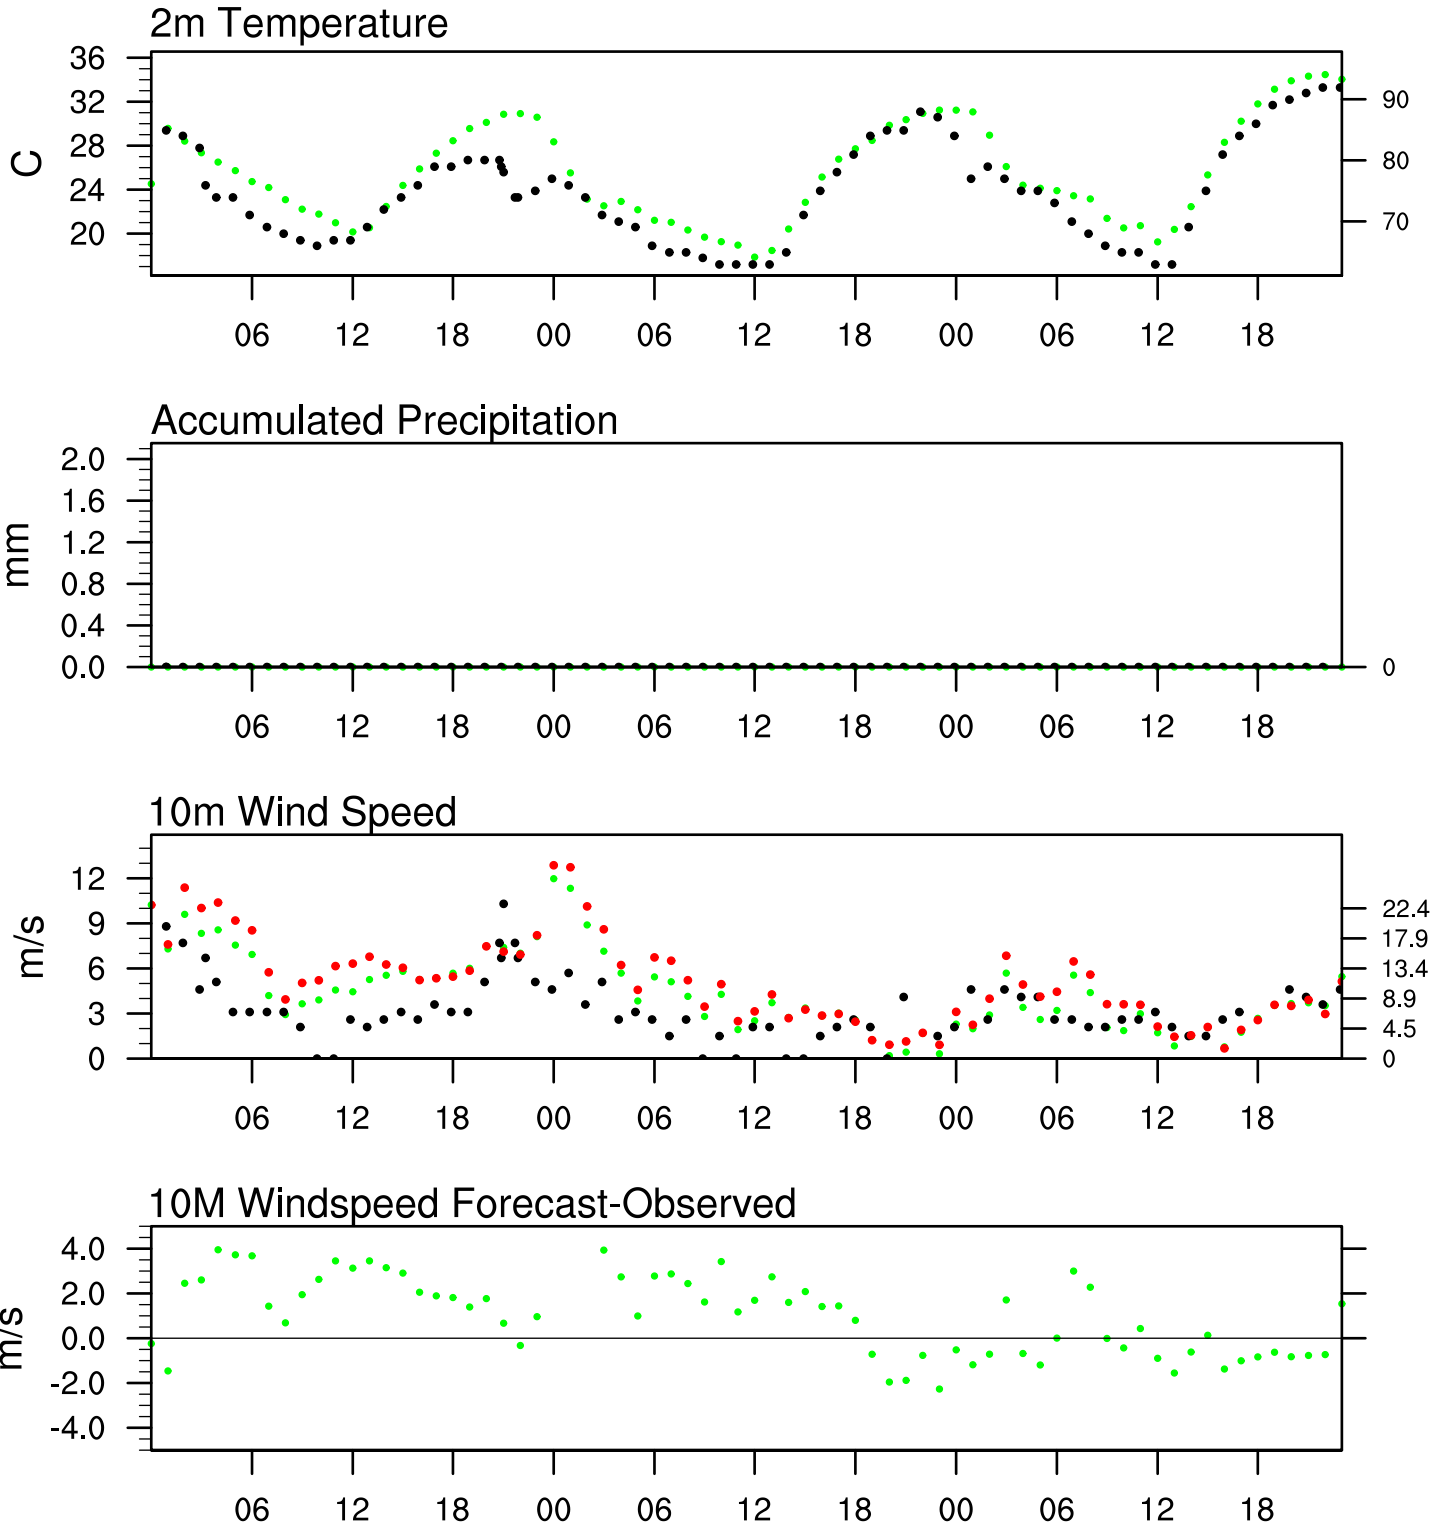 2m Temperature
36
32
28
24
20
C
90
80
70
06 12 18 00 06 12 18 00 06 12 18
Accumulated Precipitation
2.0
1.6
1.2
0.8
0.4
0.0
mm
0
06 12 18 00 06 12 18 00 06 12 18
10m Wind Speed
12
9
6
3
0
m/s
22.4
17.9
13.4
8.9
4.5
0
06 12 18 00 06 12 18 00 06 12 18
10M Windspeed Forecast-Observed
4.0
2.0
0.0
-2.0
-4.0
m/s
06 12 18 00 06 12 18 00 06 12 18